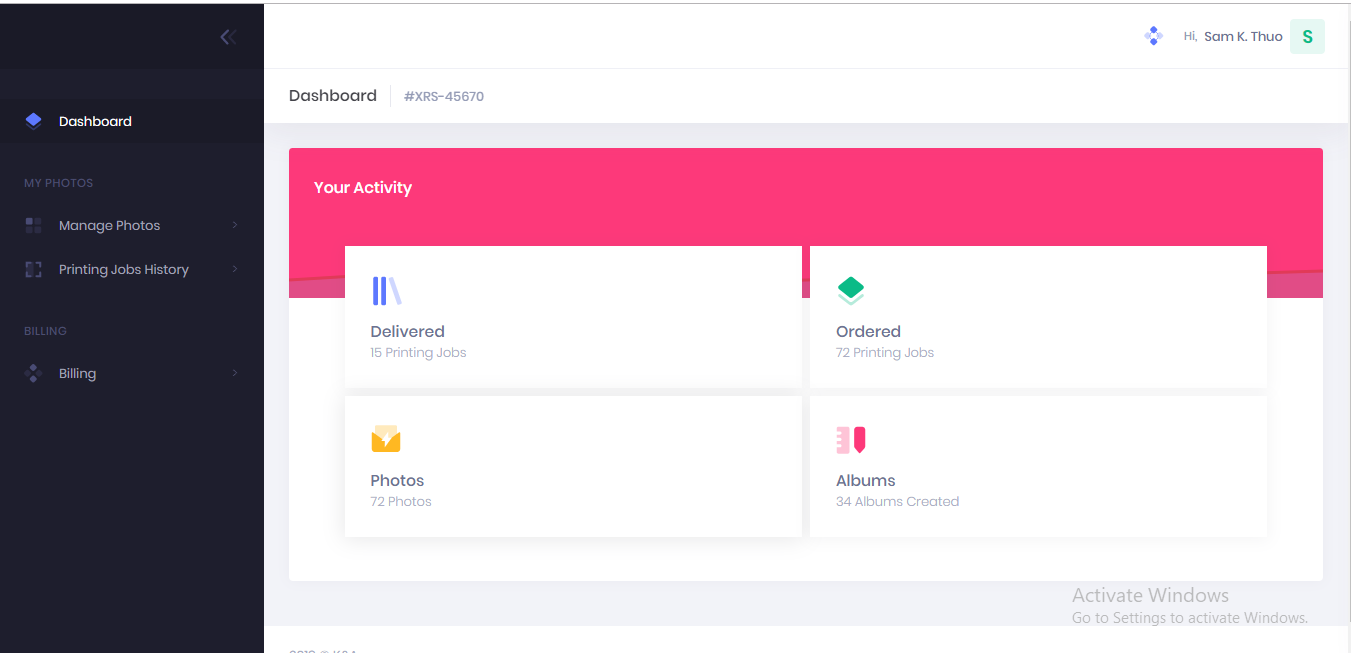 Hi, Sam K. Thuo S
Dashboard
MY PHOTOS
Manage Photos
Printing Jobs History
BILLING
Billing
Dashboard #XRS-45670
Your Activity
Delivered
15 Printing Jobs
Ordered
72 Printing Jobs
Photos
72 Photos
Albums
34 Albums Created
Activate Windows
Go to Settings to activate Windows.